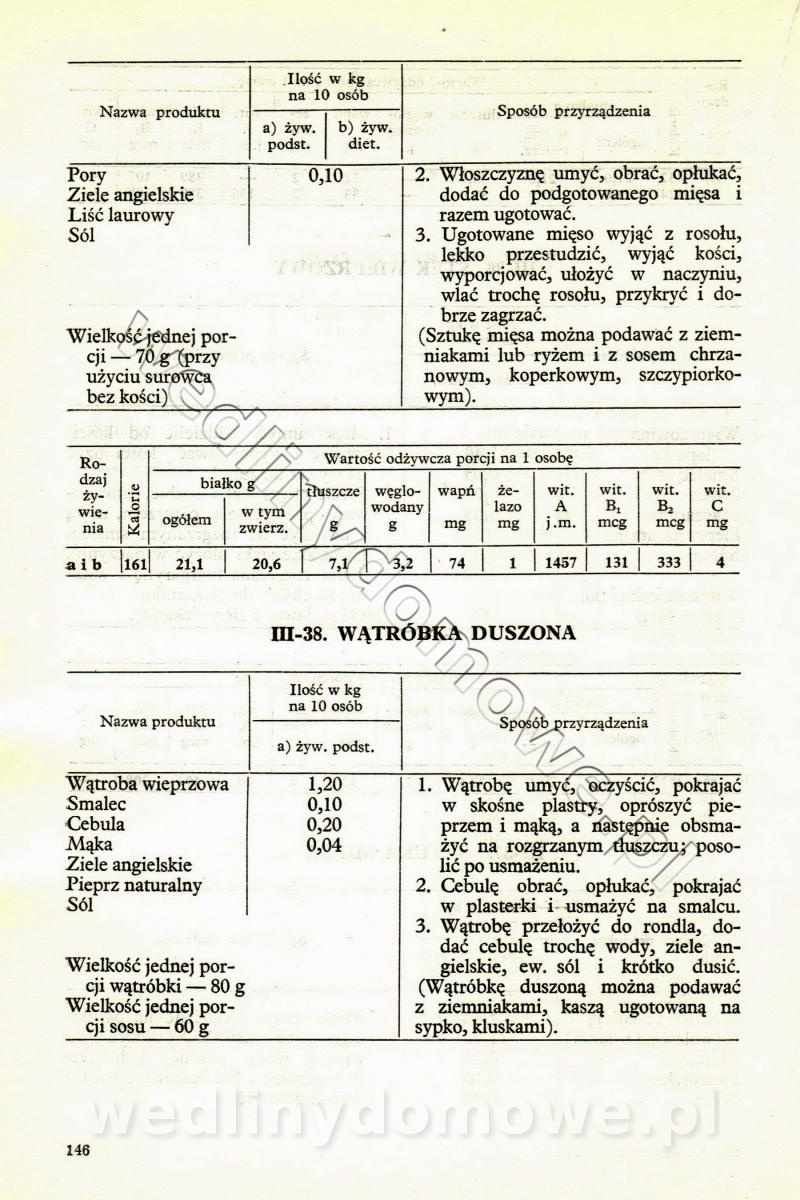 Nazwa produktu
Ilość w kg
na 10 osób
a) żyw.
podst.
b) żyw.
diet.
Sposób przyrządzenia
Pory 0,10
Ziele angielskie
Liść laurowy
Sól
Wielkość jednej por-
cji — 70 g (przy
użyciu surowca
bez kości)
2. Włoszczyznę umyć, obrać, opłukać,
dodać do podgotowanego mięsa i
razem ugotować.
3. Ugotowane mięso wyjąć z rosołu,
lekko przestudzić, wyjąć kości,
wyporcjować, ułożyć w naczyniu,
wlać trochę rosołu, przykryć i do-
brze zagrzać.
(Sztukę mięsa można podawać z ziem-
niakami lub ryżem i z sosem chrza-
nowym, koperkowym, szczypiorko-
wym).
Ro-
dzaj
ży-
wie-
nia
Kalorie
Wartość odżywcza porcji na 1 osobę
białko g
ogółem
w tym
zwierz.
tłuszcze
g
węglo-
wodany
g
wapń
mg
że-
lazo
mg
wit.
A
j.m.
wit.
B₁
mcg
wit.
B₂
mcg
wit.
C
mg
a i b 161 21,1 20,6 7,1 3,2 74 1 1457 131 333 4
III-38. WĄTRÓBKA DUSZONA
Nazwa produktu
Ilość w kg
na 10 osób
a) żyw. podst.
Sposób przyrządzenia
Wątroba wieprzowa 1,20
Smalec 0,10
Cebula 0,20
Mąka 0,04
Ziele angielskie
Pieprz naturalny
Sól
Wielkość jednej por-
cji wątróbki — 80 g
Wielkość jednej por-
cji sosu — 60 g
1. Wątrobę umyć, oczyścić, pokrajać
w skośne plastry, oprószyć pie-
przem i mąką, a następnie obsma-
żyć na rozgrzanym tłuszczu; poso-
lić po usmażeniu.
2. Cebulę obrać, opłukać, pokrajać
w plasterki i usmażyć na smalcu.
3. Wątrobę przełożyć do rondla, do-
dać cebulę trochę wody, ziele an-
gielskie, ew. sól i krótko dusić.
(Wątróbkę duszoną można podawać
z ziemniakami, kaszą ugotowaną na
sypko, kluskami).
wedlinydomowe.pl
wedlinydomowe.pl
146